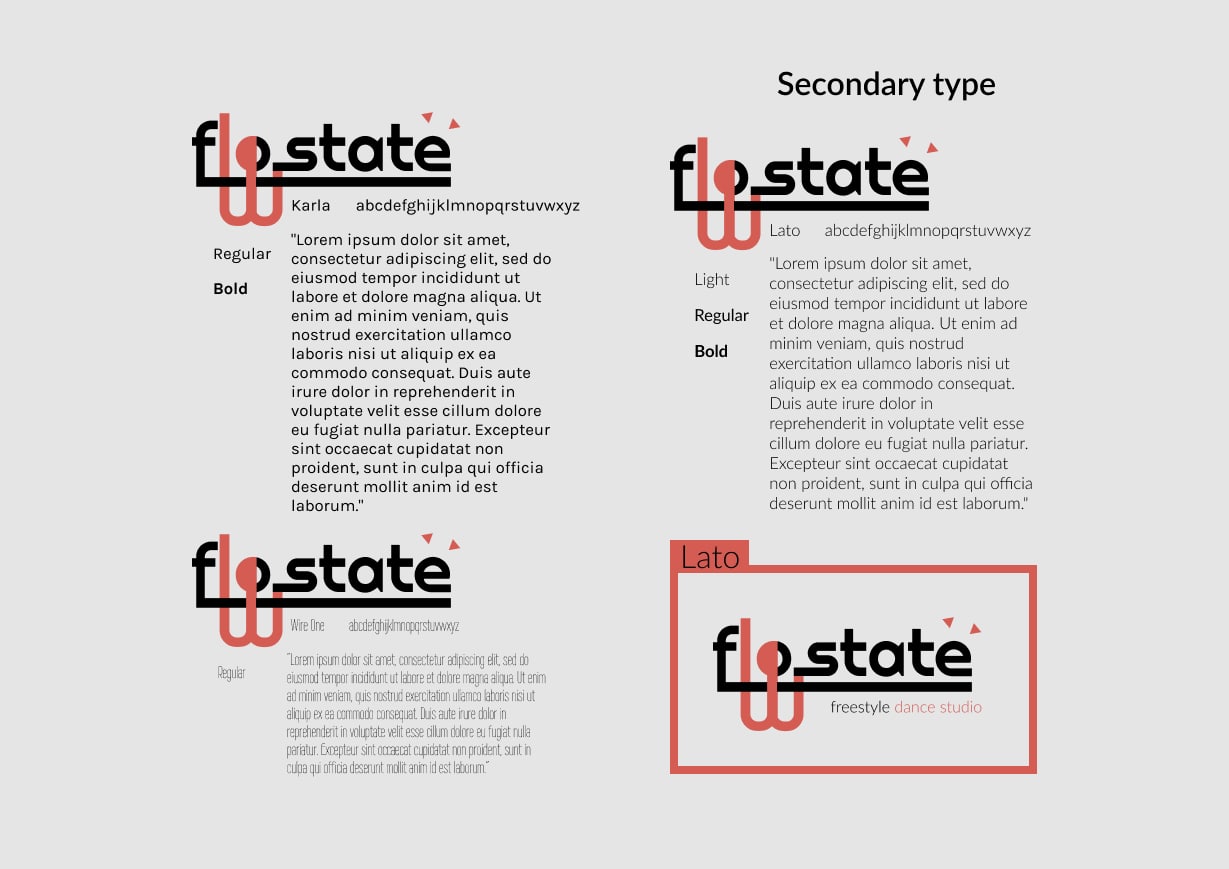 Secondary type
flow state
Karla abcdefghijklmnopqrstuvwxyz
Regular
Bold
"Lorem ipsum dolor sit amet,
consectetur adipiscing elit, sed do
eiusmod tempor incididunt ut
labore et dolore magna aliqua. Ut
enim ad minim veniam, quis
nostrud exercitation ullamco
laboris nisi ut aliquip ex ea
commodo consequat. Duis aute
irure dolor in reprehenderit in
voluptate velit esse cillum dolore
eu fugiat nulla pariatur. Excepteur
sint occaecat cupidatat non
proident, sunt in culpa qui officia
deserunt mollit anim id est
laborum."
flow state
Wire One abcdefghijklmnopqrstuvwxyz
Regular
"Lorem ipsum dolor sit amet, consectetur adipiscing elit, sed do
eiusmod tempor incididunt ut labore et dolore magna aliqua. Ut enim
ad minim veniam, quis nostrud exercitation ullamco laboris nisi ut
aliquip ex ea commodo consequat. Duis aute irure dolor in
reprehenderit in voluptate velit esse cillum dolore eu fugiat nulla
pariatur. Excepteur sint occaecat cupidatat non proident, sunt in
culpa qui officia deserunt mollit anim id est laborum."
flow state
Lato abcdefghijklmnopqrstuvwxyz
Light
Regular
Bold
"Lorem ipsum dolor sit amet,
consectetur adipiscing elit, sed do
eiusmod tempor incididunt ut labore
et dolore magna aliqua. Ut enim ad
minim veniam, quis nostrud
exercitation ullamco laboris nisi ut
aliquip ex ea commodo consequat.
Duis aute irure dolor in
reprehenderit in voluptate velit esse
cillum dolore eu fugiat nulla pariatur.
Excepteur sint occaecat cupidatat
non proident, sunt in culpa qui officia
deserunt mollit anim id est laborum."
Lato
flow state
freestyle dance studio